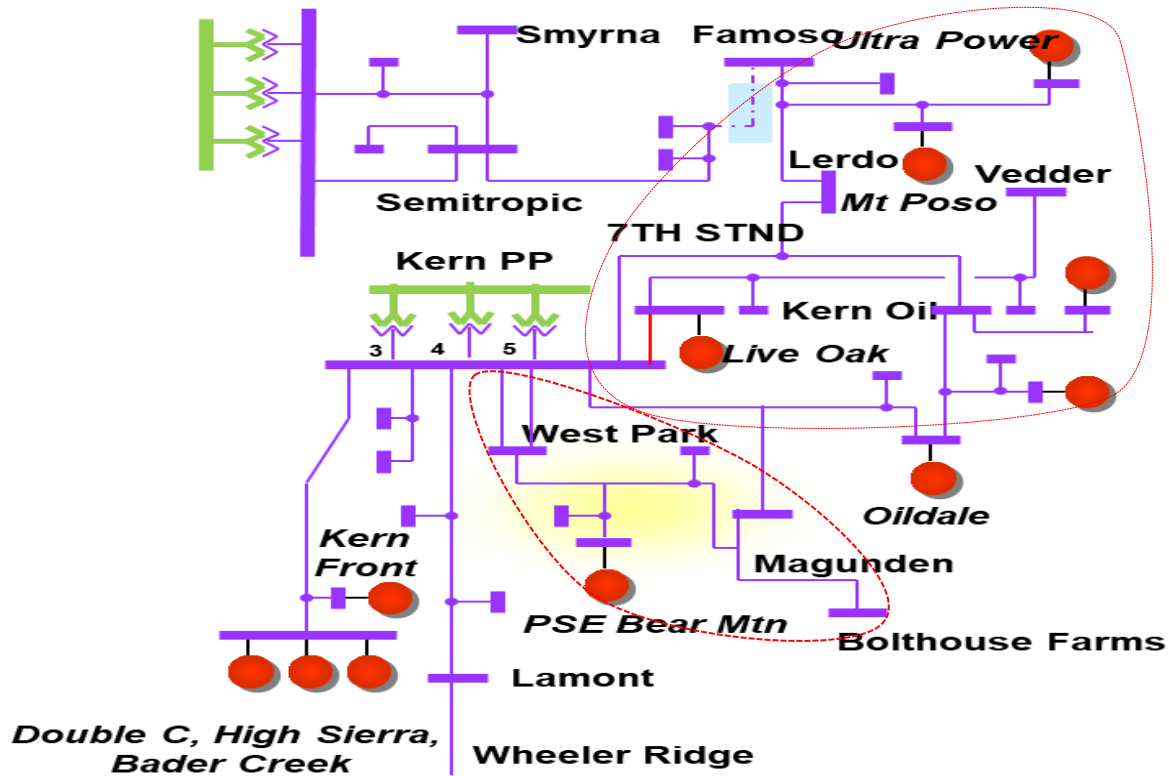 Smyrna
Famoso
Ultra Power
Lerdo
Vedder
Semitropic
Mt Poso
7TH STND
Kern PP
Kern Oil
3
4
5
Live Oak
West Park
Oildale
Kern
Front
Magunden
PSE Bear Mtn
Bolthouse Farms
Lamont
Double C, High Sierra,
Bader Creek
Wheeler Ridge